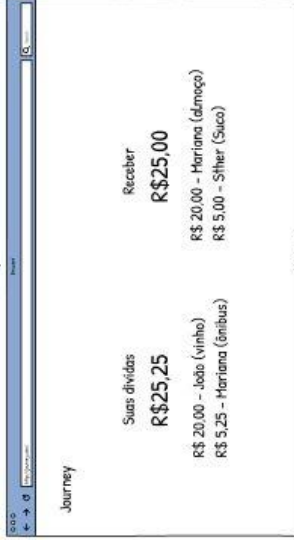 Journey
Suas dividas
R$25,25
R$ 20,00 - João (vinho)
R$ 5,25 - Mariana (ônibus)
Receber
R$25,00
R$ 20,00 - Mariana (almoço)
R$ 5,00 - Sther (Suco)